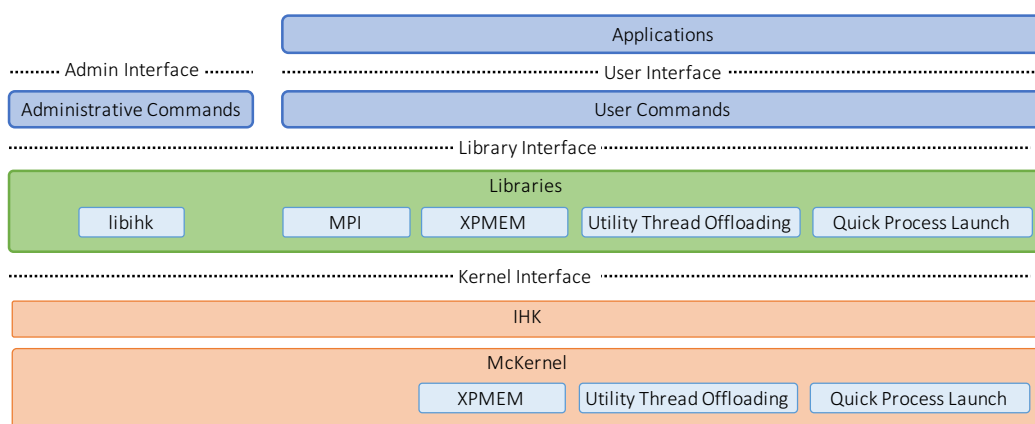 Applications
Admin Interface
User Interface
Administrative Commands
User Commands
Library Interface
Libraries
libihk
MPI
XPMEM
Utility Thread Offloading
Quick Process Launch
Kernel Interface
IHK
McKernel
XPMEM
Utility Thread Offloading
Quick Process Launch